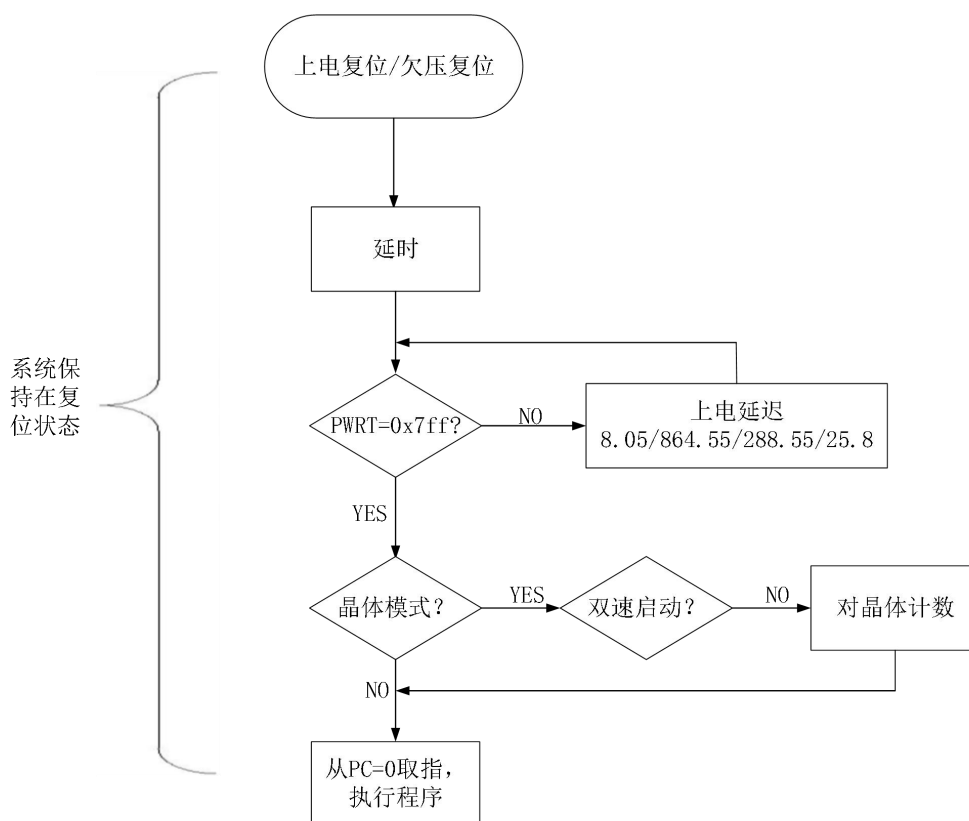 上电复位/欠压复位
延时
系统保
持在复
位状态
PWRT=0x7ff?
NO
上电延迟
8.05/864.55/288.55/25.8
YES
晶体模式?
YES
双速启动?
NO
对晶体计数
NO
从PC=0取指,
执行程序